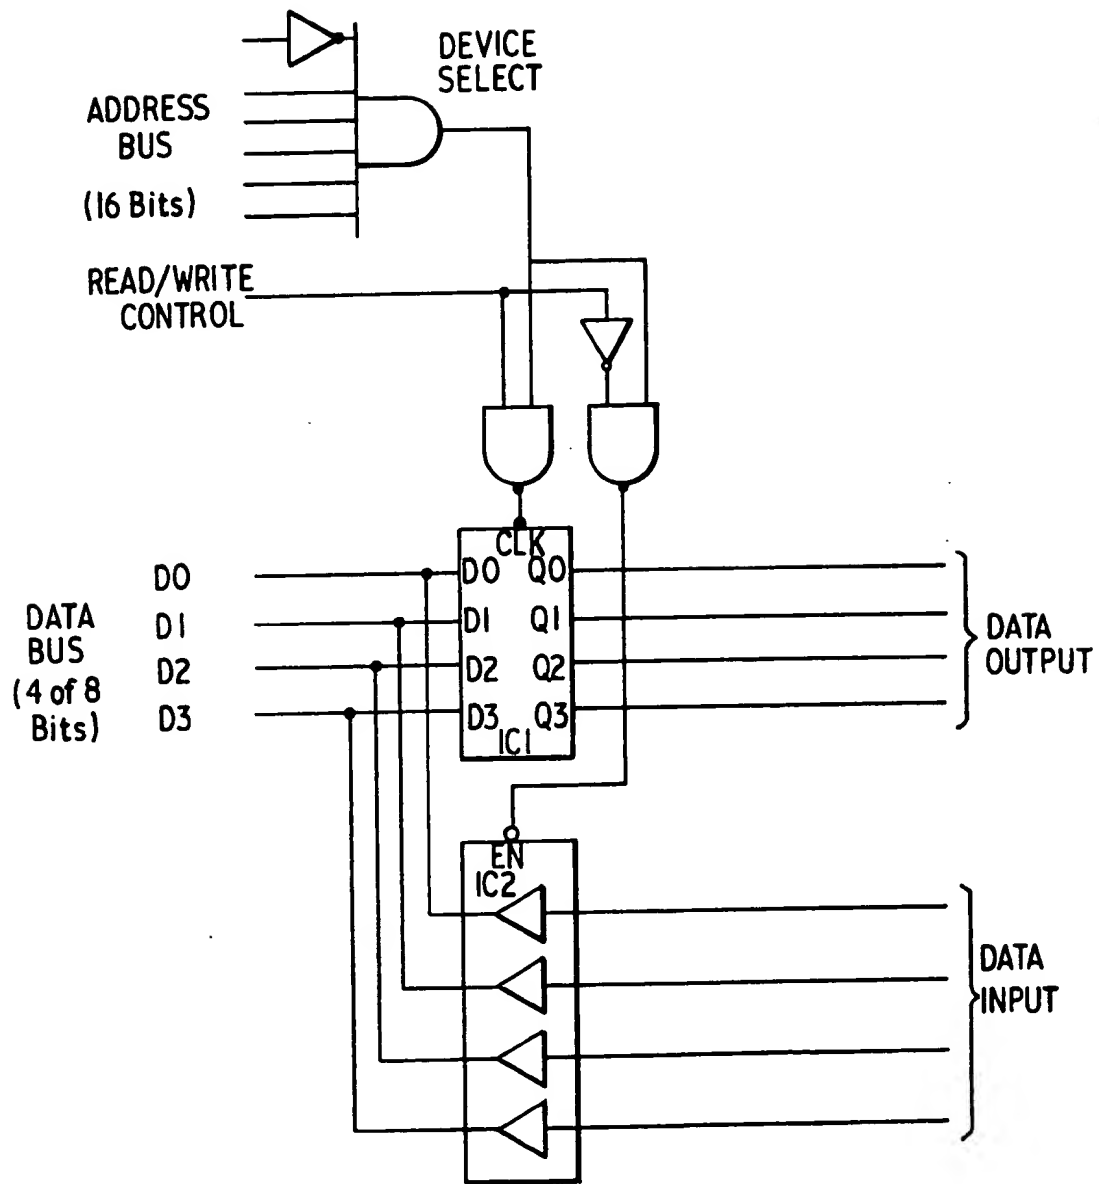 DEVICE
SELECT
ADDRESS
BUS
(16 Bits)
READ/WRITE
CONTROL
CLK
D0 Q0
D1 Q1
D2 Q2
D3 Q3
IC1
D0
D1
D2
D3
DATA
BUS
(4 of 8
Bits)
DATA
OUTPUT
EN
IC2
DATA
INPUT